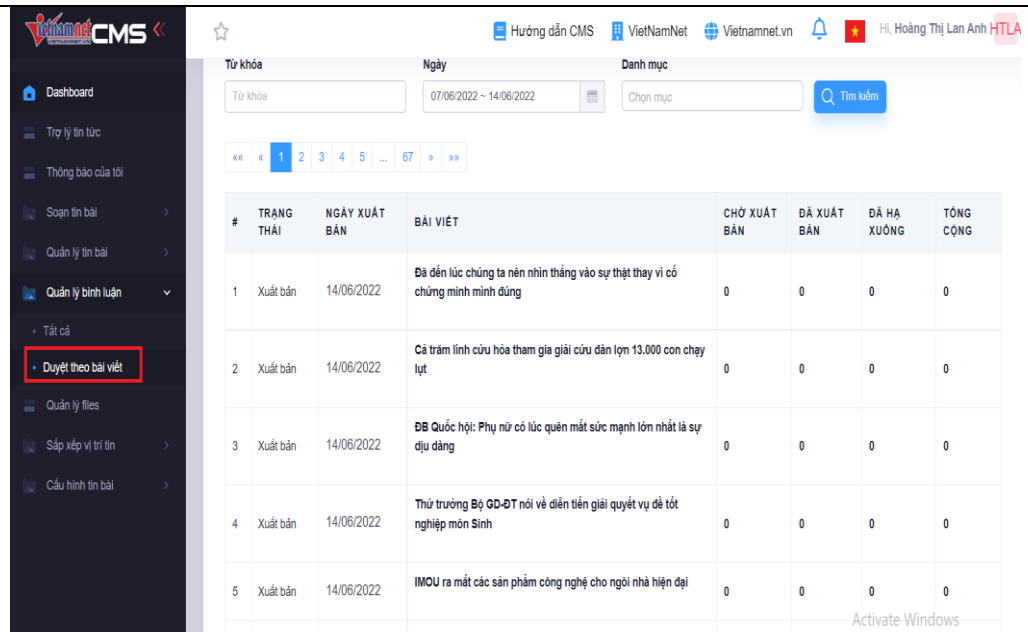 Vietnamnet CMS
Hướng dẫn CMS VietNamNet Vietnamnet.vn Hi, Hoàng Thị Lan Anh HTLA
Dashboard
Trợ lý tin tức
Thông báo của tôi
Soạn tin bài
Quản lý tin bài
Quản lý bình luận
Tất cả
Duyệt theo bài viết
Quản lý files
Sắp xếp vị trí tin
Cấu hình tin bài
Từ khóa Ngày Danh mục
Từ khóa 07/06/2022 ~ 14/06/2022 Chọn mục Tìm kiếm
«« « 1 2 3 4 5 ... 67 » »»
# TRẠNG THÁI NGÀY XUẤT BẢN BÀI VIẾT CHỜ XUẤT BẢN ĐÃ XUẤT BẢN ĐÃ HẠ XUỐNG TỔNG CỘNG
1 Xuất bản 14/06/2022 Đã đến lúc chúng ta nên nhìn thẳng vào sự thật thay vì cố chứng minh mình đúng 0 0 0 0
2 Xuất bản 14/06/2022 Cả trăm lính cứu hỏa tham gia giải cứu đàn lợn 13.000 con chạy lụt 0 0 0 0
3 Xuất bản 14/06/2022 ĐB Quốc hội: Phụ nữ có lúc quên mất sức mạnh lớn nhất là sự dịu dàng 0 0 0 0
4 Xuất bản 14/06/2022 Thứ trưởng Bộ GD-ĐT nói về diễn tiến giải quyết vụ đề tốt nghiệp môn Sinh 0 0 0 0
5 Xuất bản 14/06/2022 IMOU ra mắt các sản phẩm công nghệ cho ngôi nhà hiện đại 0 0 0 0
Activate Windows